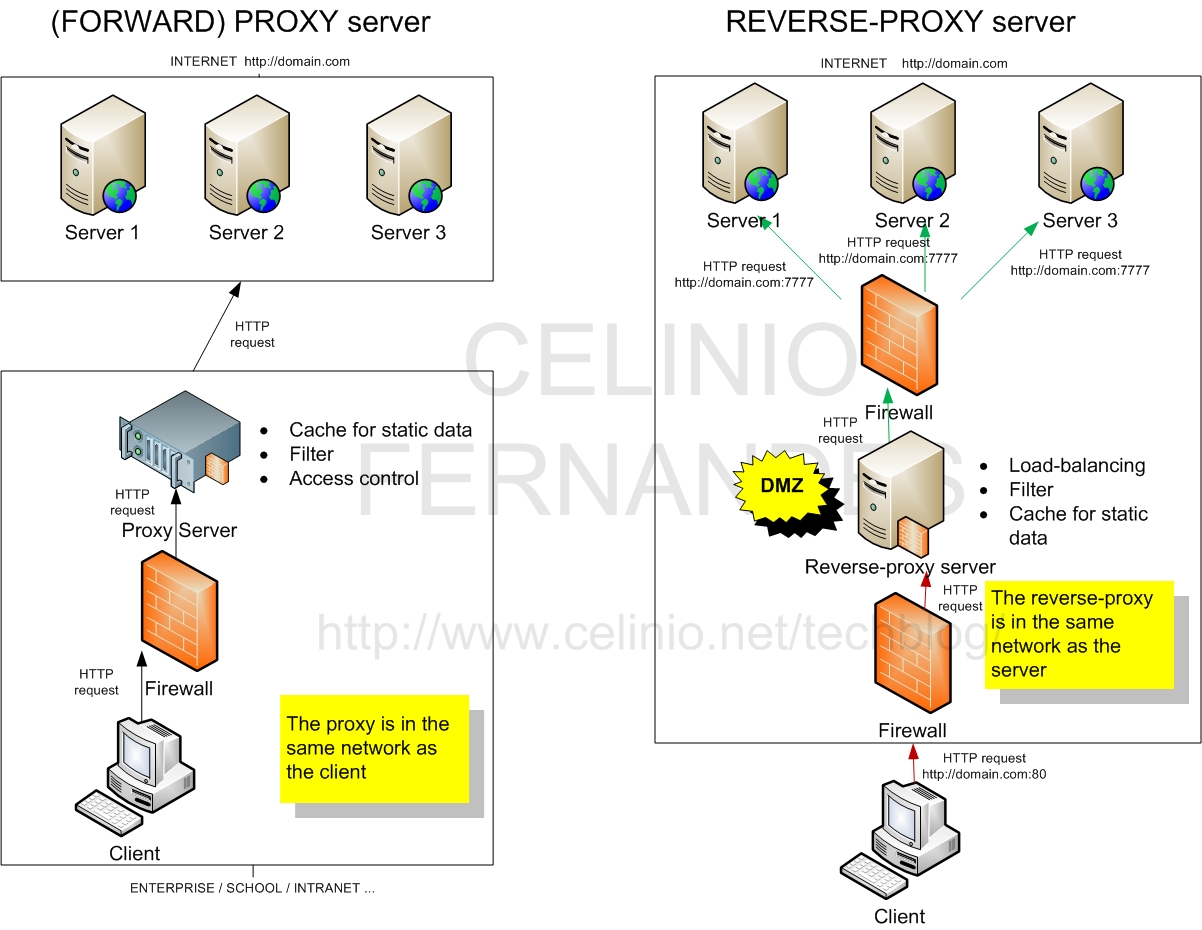 (FORWARD) PROXY server
INTERNET http://domain.com
Server 1
Server 2
Server 3
HTTP
request
Cache for static data
Filter
Access control
HTTP
request
Proxy Server
HTTP
request
Firewall
The proxy is in the
same network as
the client
Client
ENTERPRISE / SCHOOL / INTRANET ...
REVERSE-PROXY server
INTERNET http://domain.com
Server 1
Server 2
Server 3
HTTP request
http://domain.com:7777
HTTP request
http://domain.com:7777
HTTP request
http://domain.com:7777
Firewall
HTTP
request
DMZ
Load-balancing
Filter
Cache for static
data
Reverse-proxy server
HTTP
request
The reverse-proxy
is in the same
network as the
server
Firewall
HTTP request
http://domain.com:80
Client
CELINIO
FERNANDES
http://www.celinio.net/techblog/